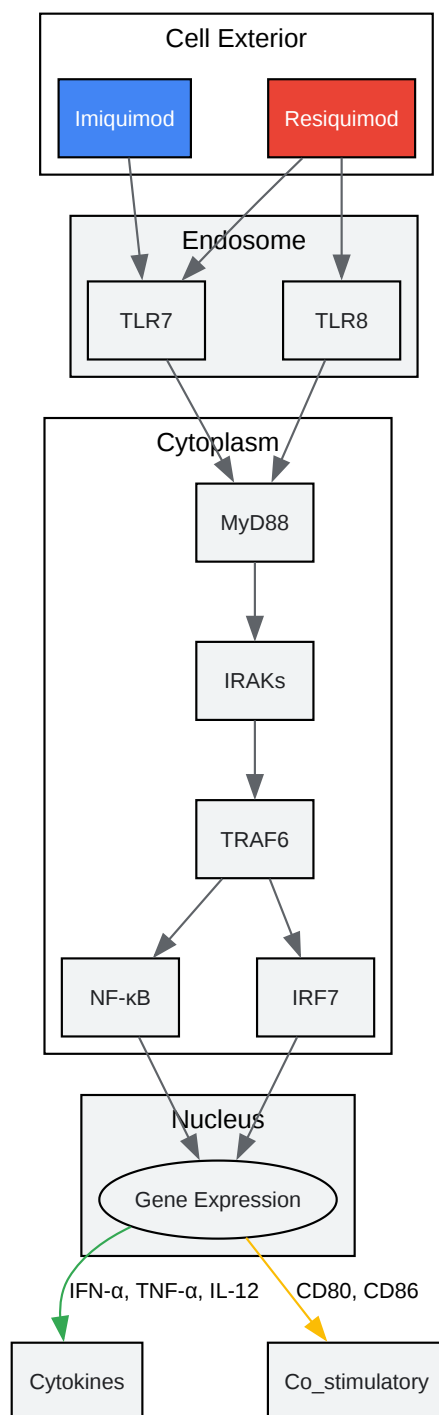 Cell Exterior
Imiquimod
Resiquimod
Endosome
TLR7
TLR8
Cytoplasm
MyD88
IRAKs
TRAF6
NF-κB
IRF7
Nucleus
Gene Expression
IFN-α, TNF-α, IL-12
CD80, CD86
Cytokines
Co_stimulatory